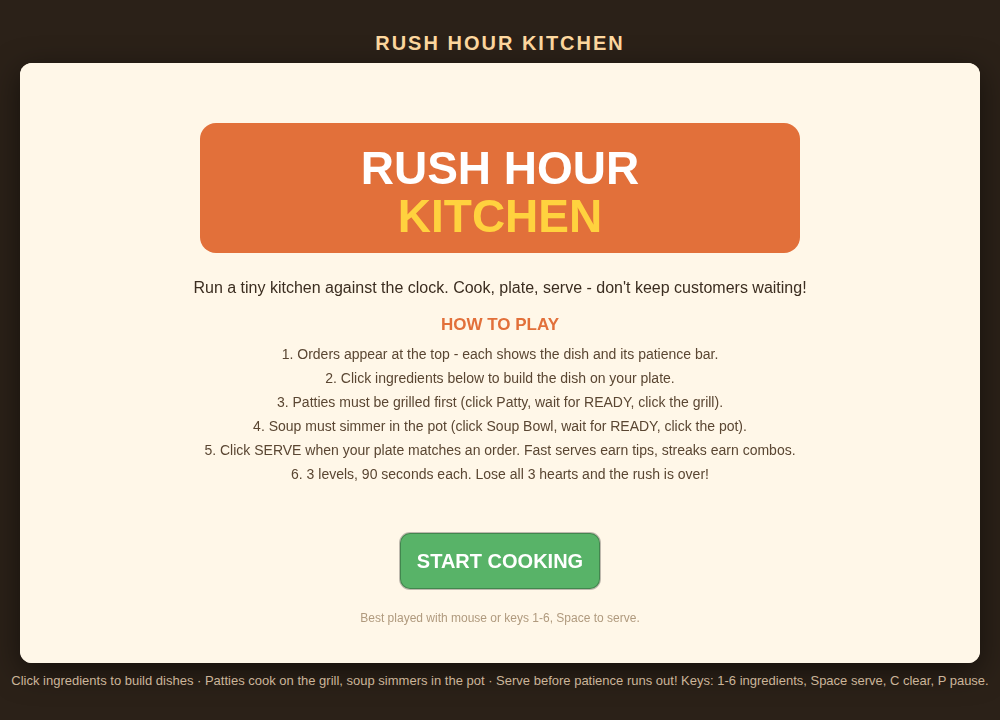 RUSH HOUR KITCHEN
RUSH HOUR
KITCHEN
Run a tiny kitchen against the clock. Cook, plate, serve - don't keep customers waiting!
HOW TO PLAY
1. Orders appear at the top - each shows the dish and its patience bar.
2. Click ingredients below to build the dish on your plate.
3. Patties must be grilled first (click Patty, wait for READY, click the grill).
4. Soup must simmer in the pot (click Soup Bowl, wait for READY, click the pot).
5. Click SERVE when your plate matches an order. Fast serves earn tips, streaks earn combos.
6. 3 levels, 90 seconds each. Lose all 3 hearts and the rush is over!
START COOKING
Best played with mouse or keys 1-6, Space to serve.
Click ingredients to build dishes · Patties cook on the grill, soup simmers in the pot · Serve before patience runs out! Keys: 1-6 ingredients, Space serve, C clear, P pause.